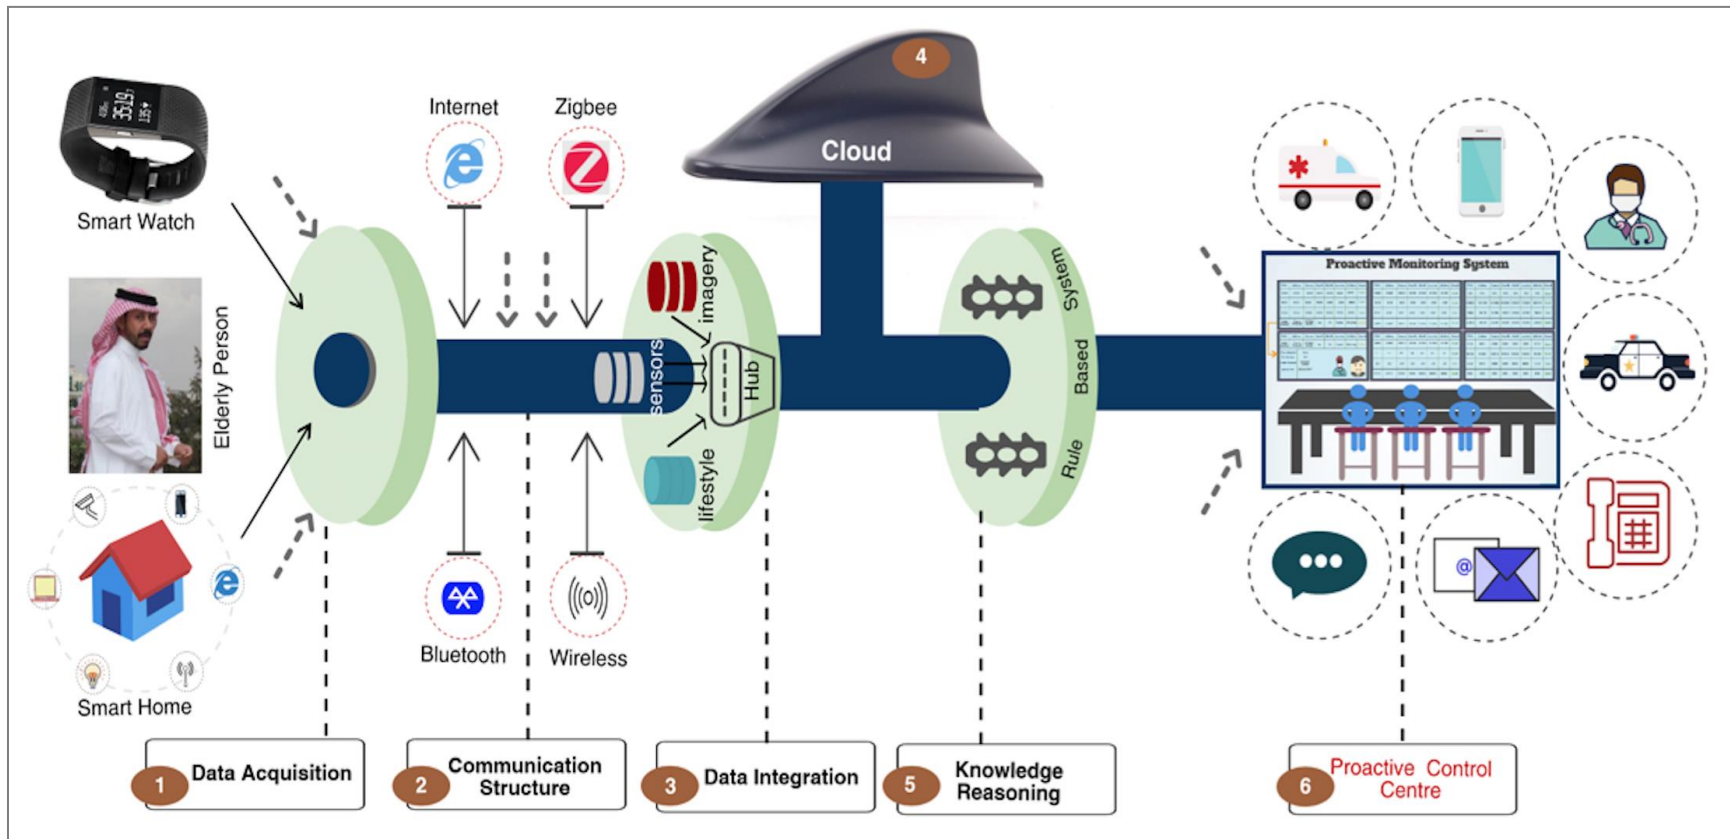 4
Cloud
Internet
Zigbee
Smart Watch
Elderly Person
Smart Home
Bluetooth
Wireless
imagery
sensors
lifestyle
Hub
System
Based
Rule
Proactive Monitoring System
@
1
Data Acquisition
2
Communication
Structure
3
Data Integration
5
Knowledge
Reasoning
6
Proactive Control
Centre